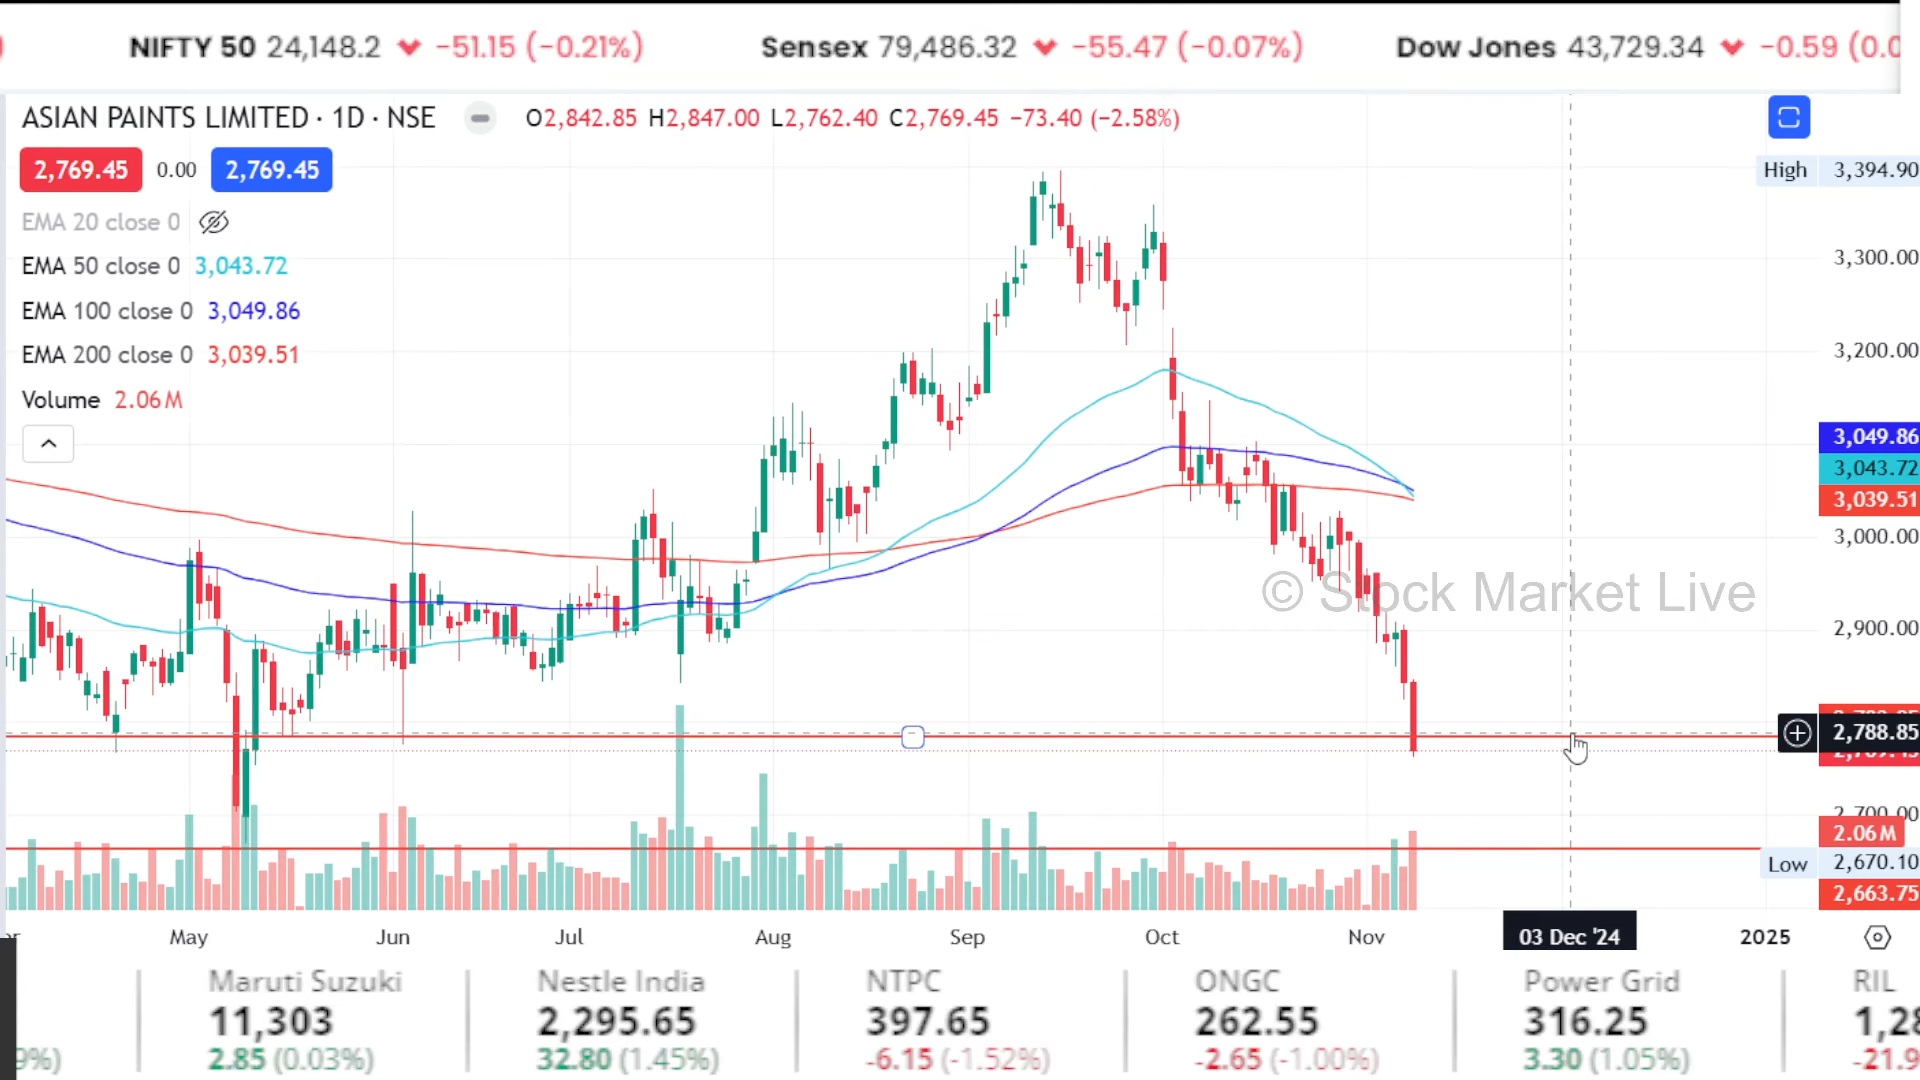 NIFTY 50 24,148.2 -51.15 (-0.21%) Sensex 79,486.32 -55.47 (-0.07%) Dow Jones 43,729.34 -0.59
ASIAN PAINTS LIMITED · 1D · NSE O2,842.85 H2,847.00 L2,762.40 C2,769.45 −73.40 (−2.58%)
2,769.45 0.00 2,769.45
EMA 20 close 0
EMA 50 close 0 3,043.72
EMA 100 close 0 3,049.86
EMA 200 close 0 3,039.51
Volume 2.06 M
High 3,394.90
3,300.00
3,200.00
3,049.86
3,043.72
3,039.51
3,000.00
© Stock Market Live
2,900.00
2,788.85
2,700.00
2.06 M
Low 2,670.10
2,663.75
May Jun Jul Aug Sep Oct Nov 03 Dec '24 2025
Maruti Suzuki Nestle India NTPC ONGC Power Grid RIL
11,303 2,295.65 397.65 262.55 316.25
2.85 (0.03%) 32.80 (1.45%) -6.15 (-1.52%) -2.65 (-1.00%) 3.30 (1.05%)